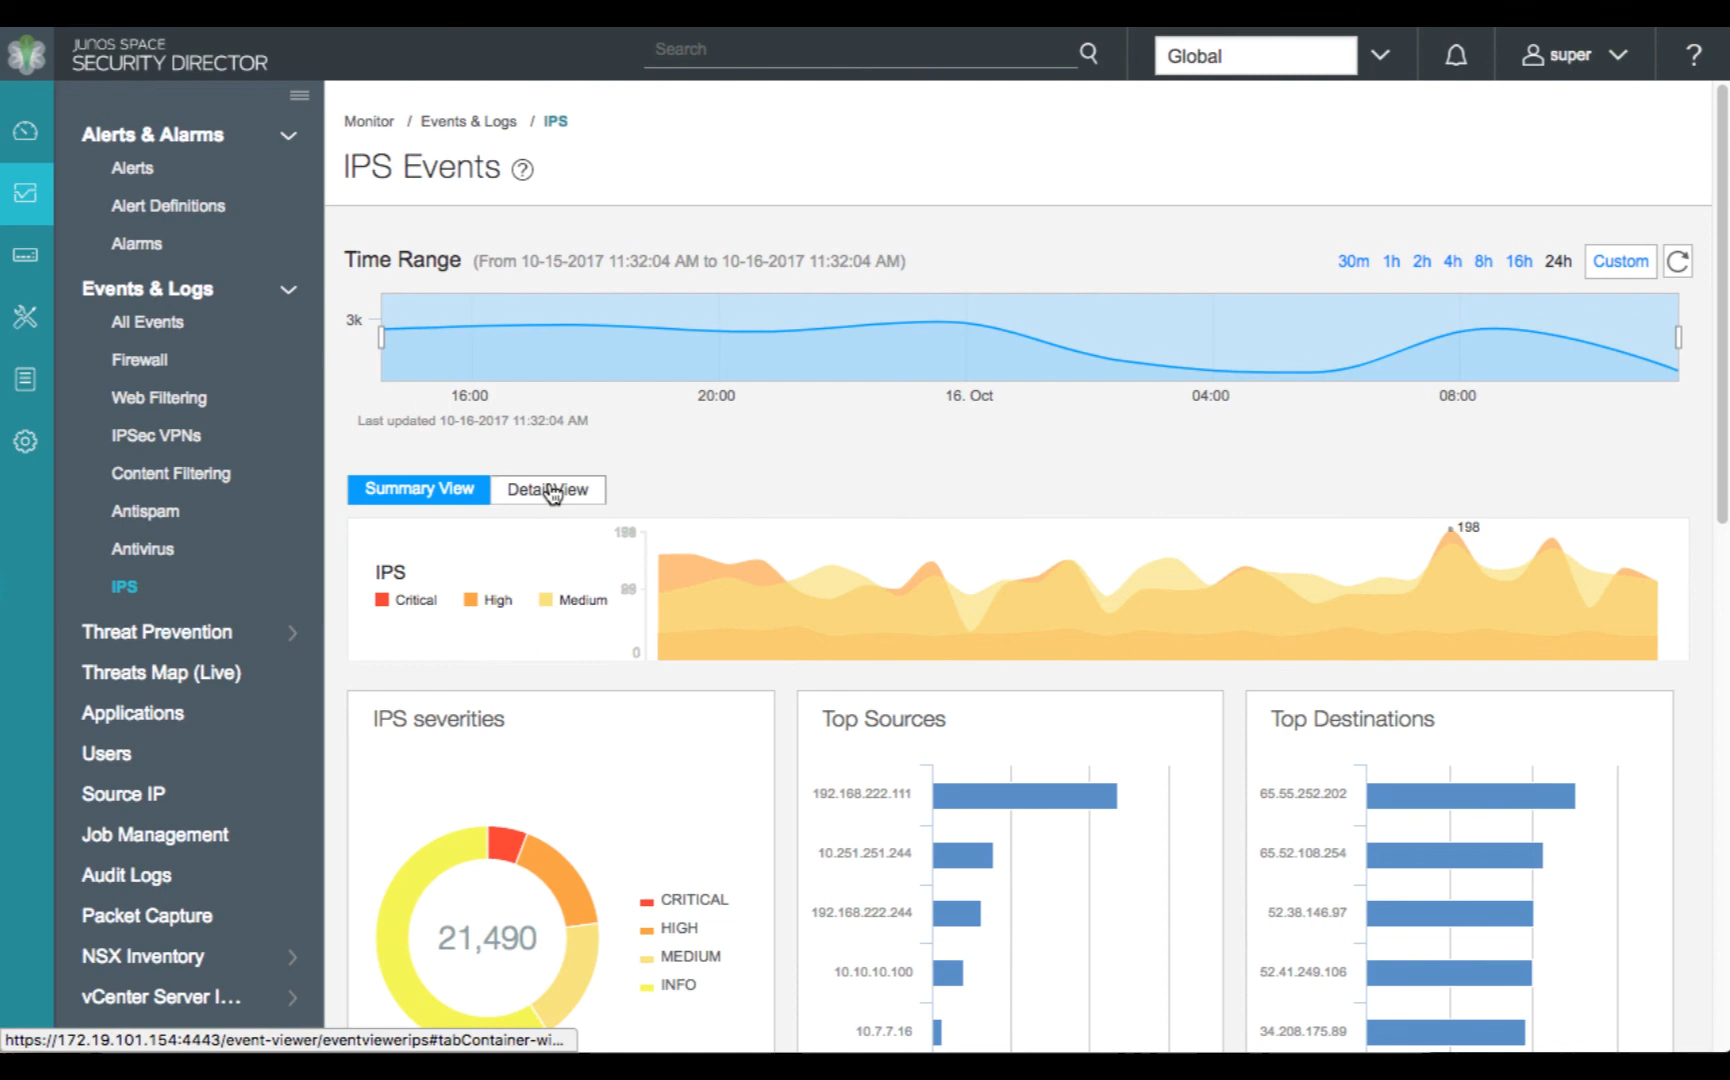 JUNOS SPACE
SECURITY DIRECTOR
Search
Global
super
?
Alerts & Alarms
Alerts
Alert Definitions
Alarms
Events & Logs
All Events
Firewall
Web Filtering
IPSec VPNs
Content Filtering
Antispam
Antivirus
IPS
Threat Prevention
Threats Map (Live)
Applications
Users
Source IP
Job Management
Audit Logs
Packet Capture
NSX Inventory
vCenter Server I...
Monitor / Events & Logs / IPS
IPS Events ?
Time Range (From 10-15-2017 11:32:04 AM to 10-16-2017 11:32:04 AM)
30m 1h 2h 4h 8h 16h 24h Custom
3k
16:00 20:00 16. Oct 04:00 08:00
Last updated 10-16-2017 11:32:04 AM
Summary View Detail View
198
198
IPS
99
Critical High Medium
0
IPS severities
21,490
CRITICAL
HIGH
MEDIUM
INFO
Top Sources
192.168.222.111
10.251.251.244
192.168.222.244
10.10.10.100
10.7.7.16
Top Destinations
65.55.252.202
65.52.108.254
52.38.146.97
52.41.249.106
34.208.175.89
https://172.19.101.154:4443/event-viewer/eventviewerips#tabContainer-wi...